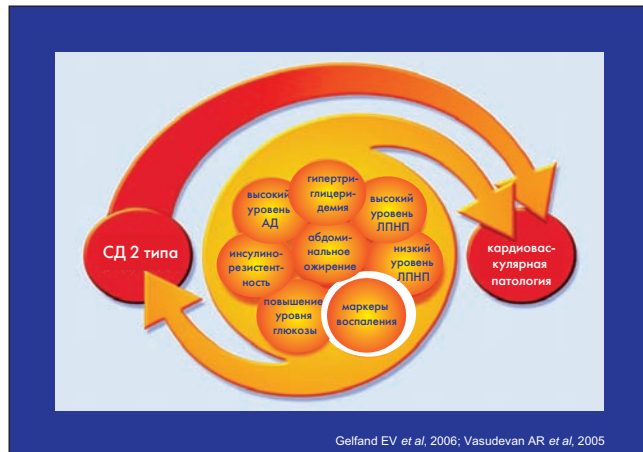 гипертри-
глицери-
демия
высокий
уровень
АД
высокий
уровень
ЛПНП
СД 2 типа
инсулино-
резистент-
ность
абдоми-
нальное
ожирение
низкий
уровень
ЛПНП
кардиовас-
кулярная
патология
повышение
уровня
глюкозы
маркеры
воспаления
Gelfand EV et al, 2006; Vasudevan AR et al, 2005